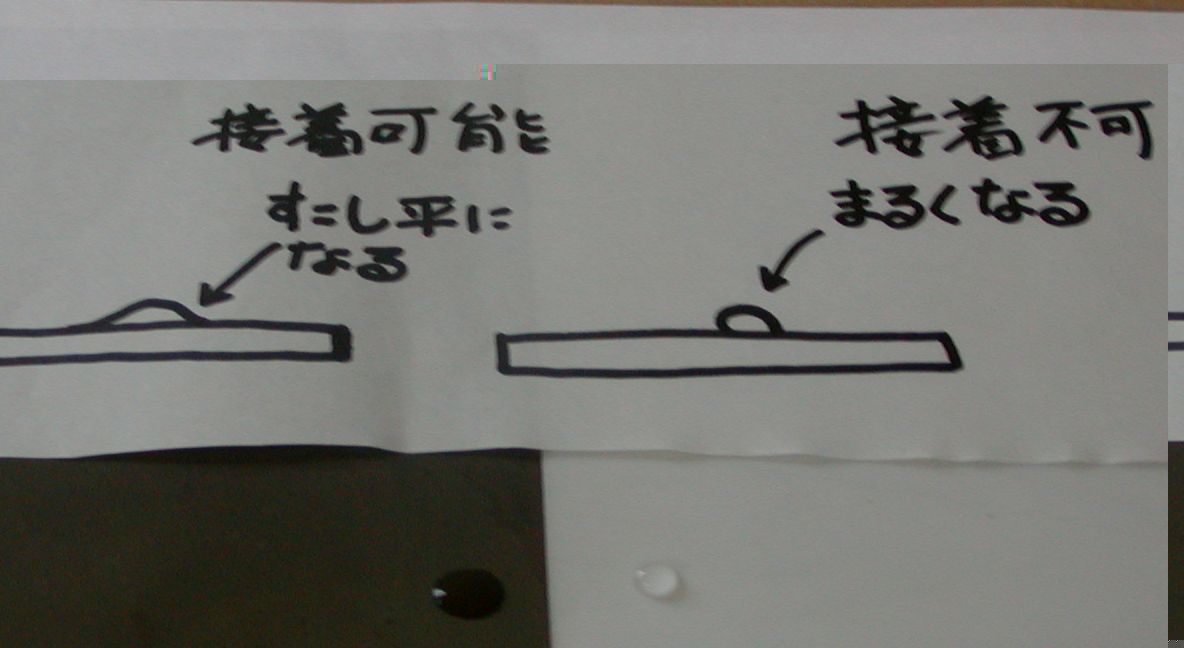 接着可能
すこし平に
なる
接着不可
まるくなる